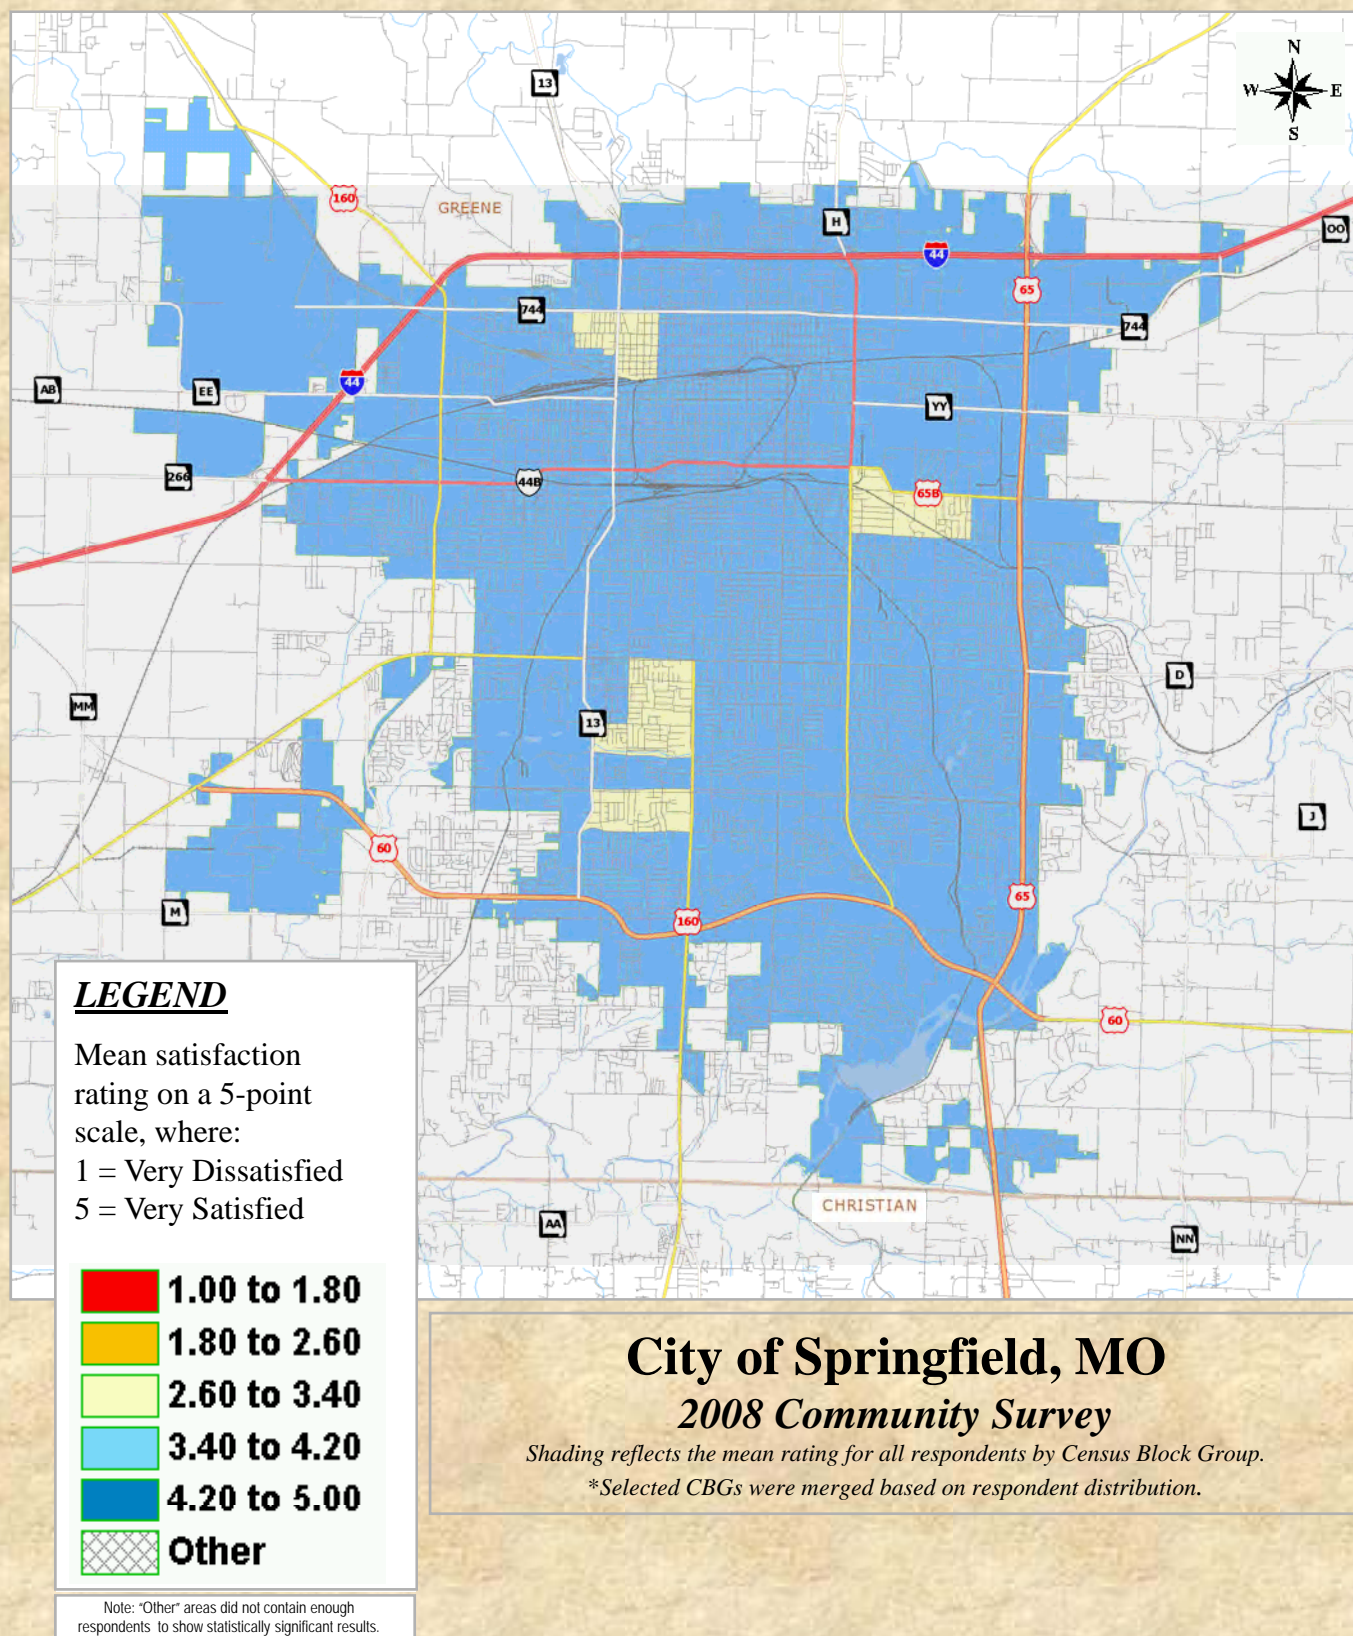 N
W E
S
13
160
GREENE
H
OO
44
65
744
744
44
AB
EE
YY
266
44B
65B
D
MM
13
J
60
65
M
160
60
CHRISTIAN
AA
NN
LEGEND
Mean satisfaction
rating on a 5-point
scale, where:
1 = Very Dissatisfied
5 = Very Satisfied
1.00 to 1.80
1.80 to 2.60
2.60 to 3.40
3.40 to 4.20
4.20 to 5.00
Other
Note: “Other” areas did not contain enough
respondents to show statistically significant results.
City of Springfield, MO
2008 Community Survey
Shading reflects the mean rating for all respondents by Census Block Group.
*Selected CBGs were merged based on respondent distribution.